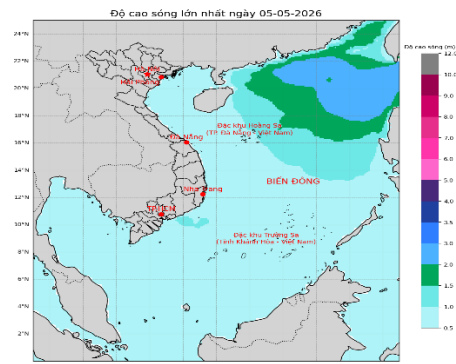 Độ cao sóng lớn nhất ngày 05-05-2026
Độ cao sóng (m)
24°N
22°N
20°N
18°N
16°N
14°N
12°N
10°N
8°N
6°N
4°N
2°N
Đà Nẵng
Đặc khu Hoàng Sa
(TP. Đà Nẵng - Việt Nam)
BIỂN ĐÔNG
Nha Trang
Đặc khu Trường Sa
(Tỉnh Khánh Hòa - Việt Nam)
12.0
10.0
9.0
8.0
7.0
6.0
5.0
4.0
3.5
3.0
2.0
1.5
1.0
0.5